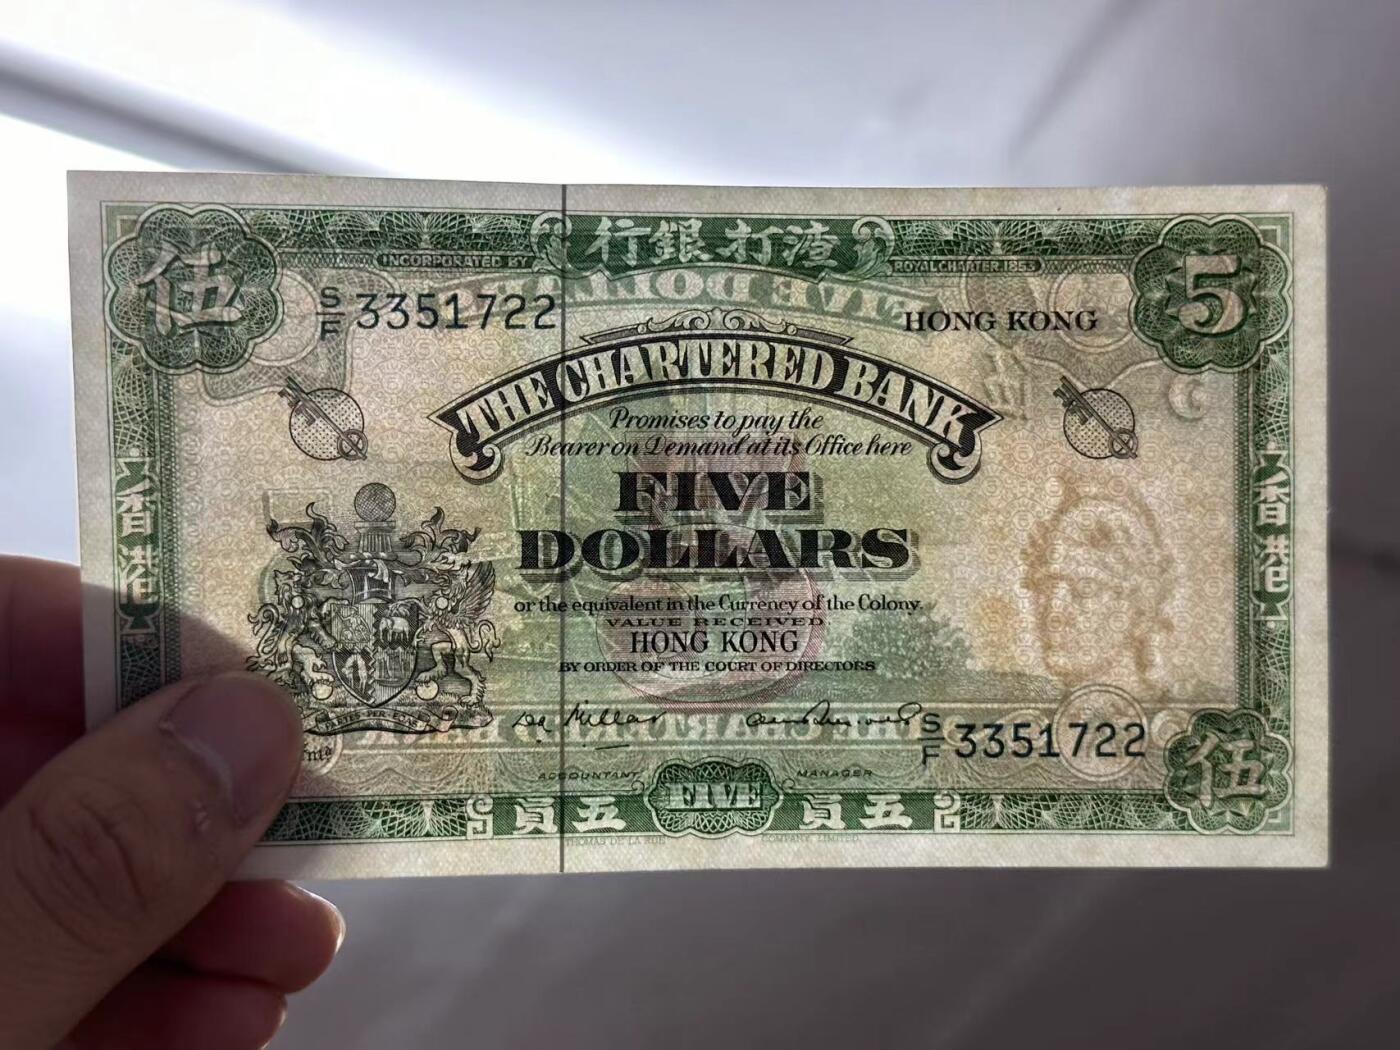 行銀打渣
INCORPORATED BY
ROYAL CHARTER 1853
伍
5
S/F 3351722
FIVE DOLLA
HONG KONG
THE CHARTERED BANK
Promises to pay the
Bearer on Demand at its Office here
FIVE
DOLLARS
香港
香港
or the equivalent in the Currency of the Colony.
VALUE RECEIVED.
HONG KONG
BY ORDER OF THE COURT OF DIRECTORS
S/F 3351722
ACCOUNTANT
MANAGER
伍
員五
FIVE
員五
THOMAS DE LA RUE
COMPANY, LIMITED.